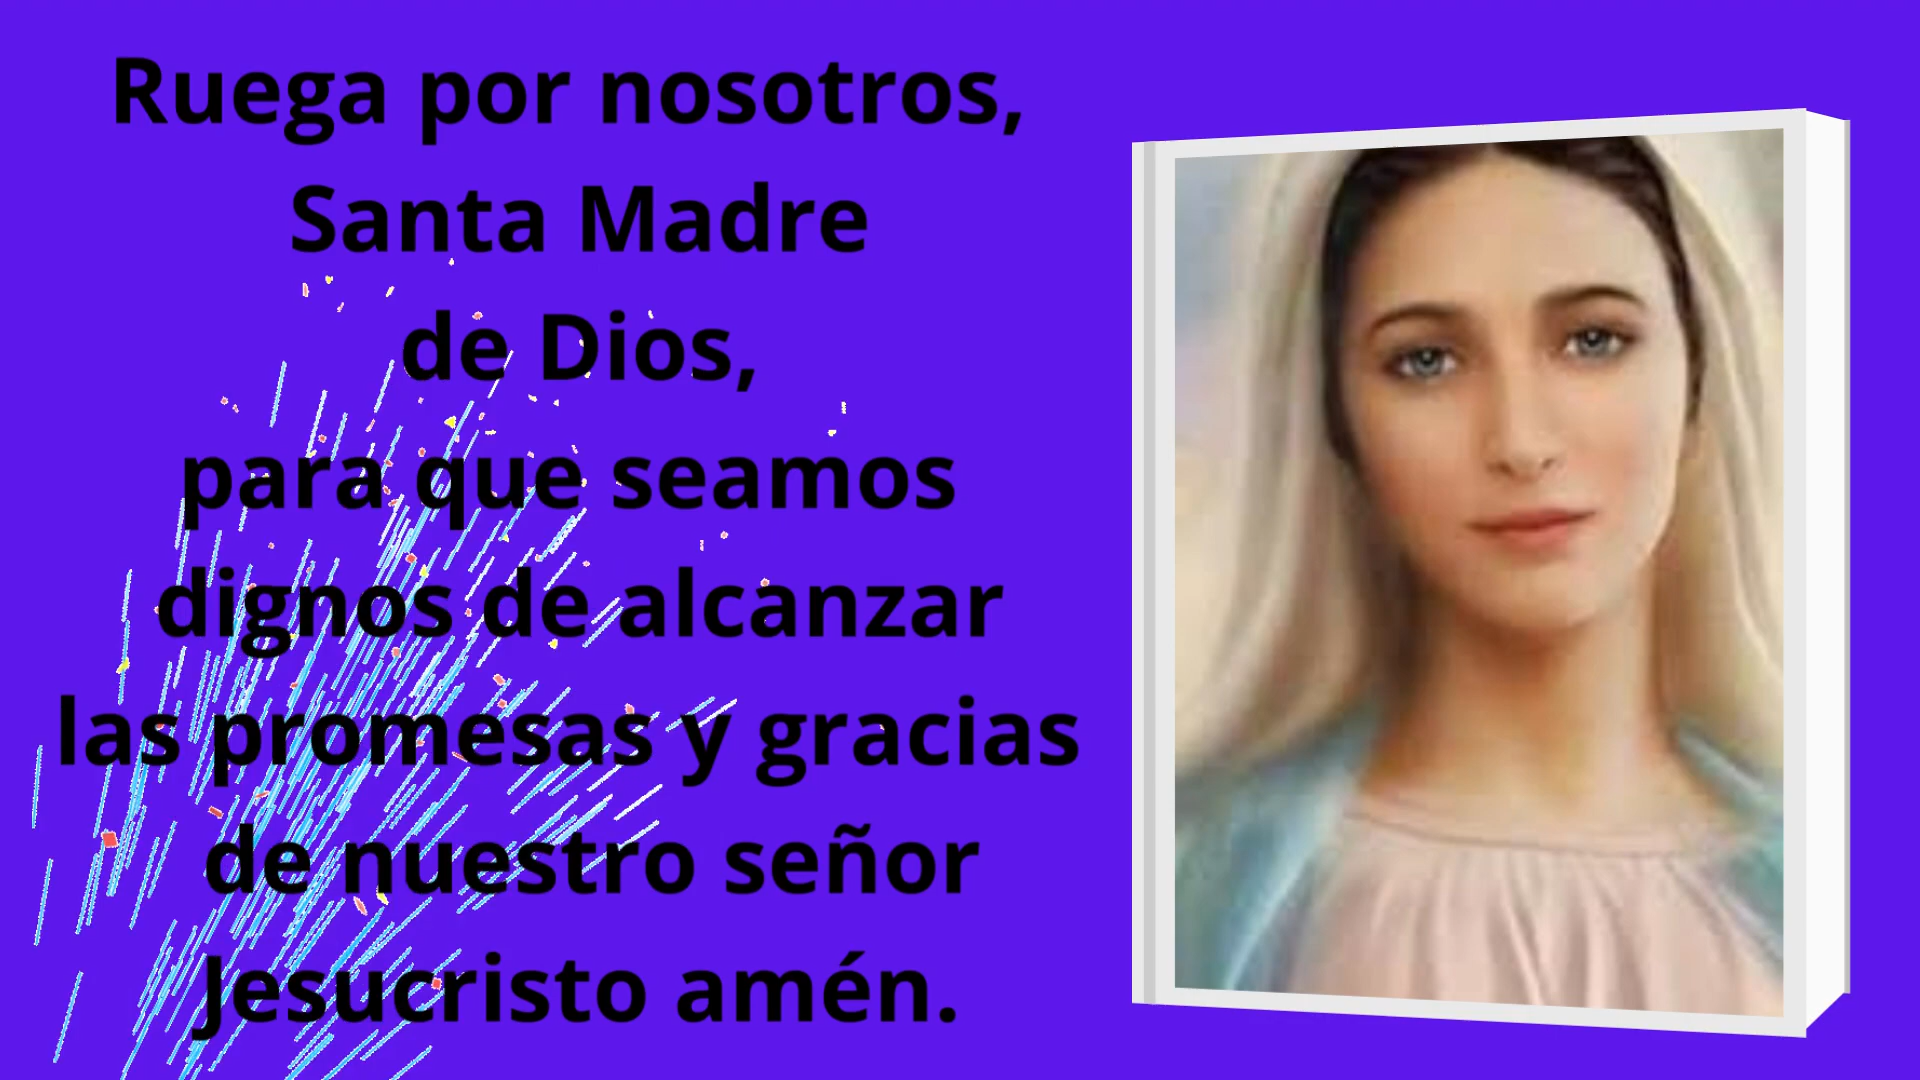 Ruega por nosotros,
Santa Madre
de Dios,
para que seamos
dignos de alcanzar
las promesas y gracias
de nuestro señor
Jesucristo amén.